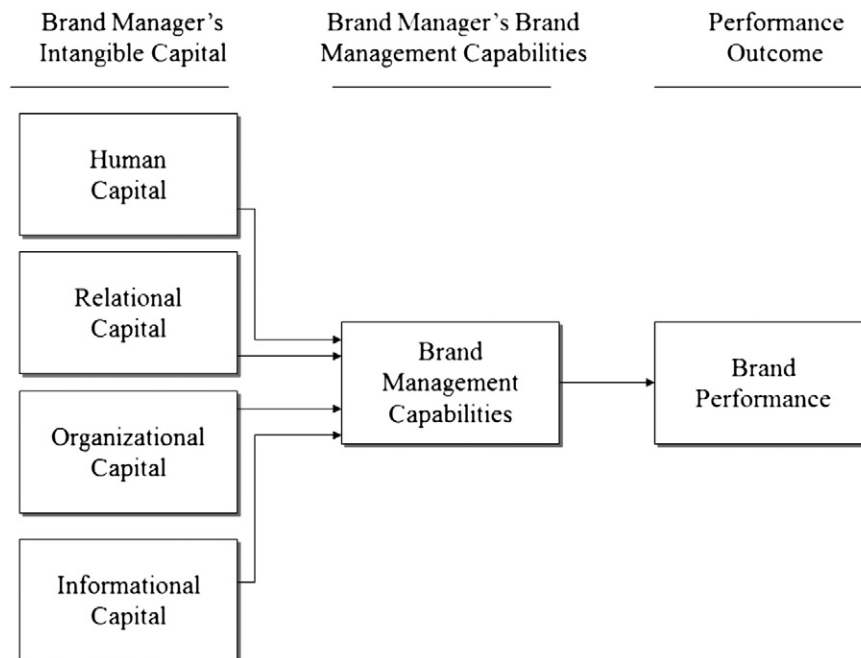 Brand Manager's
Intangible Capital
Brand Manager's Brand
Management Capabilities
Performance
Outcome
Human
Capital
Relational
Capital
Organizational
Capital
Informational
Capital
Brand
Management
Capabilities
Brand
Performance